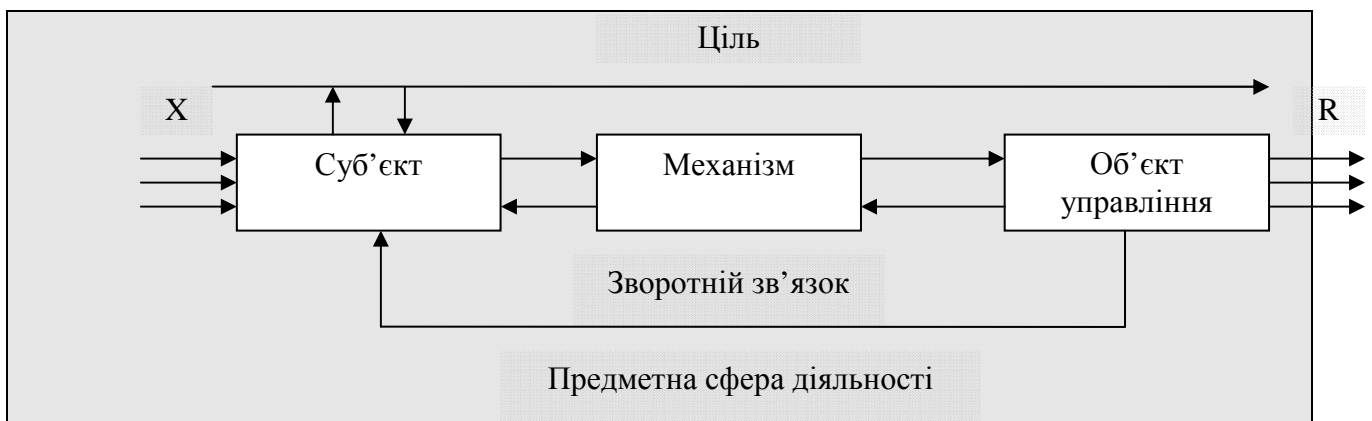 Ціль
X
R
Суб’єкт
Механізм
Об’єкт
управління
Зворотній зв’язок
Предметна сфера діяльності